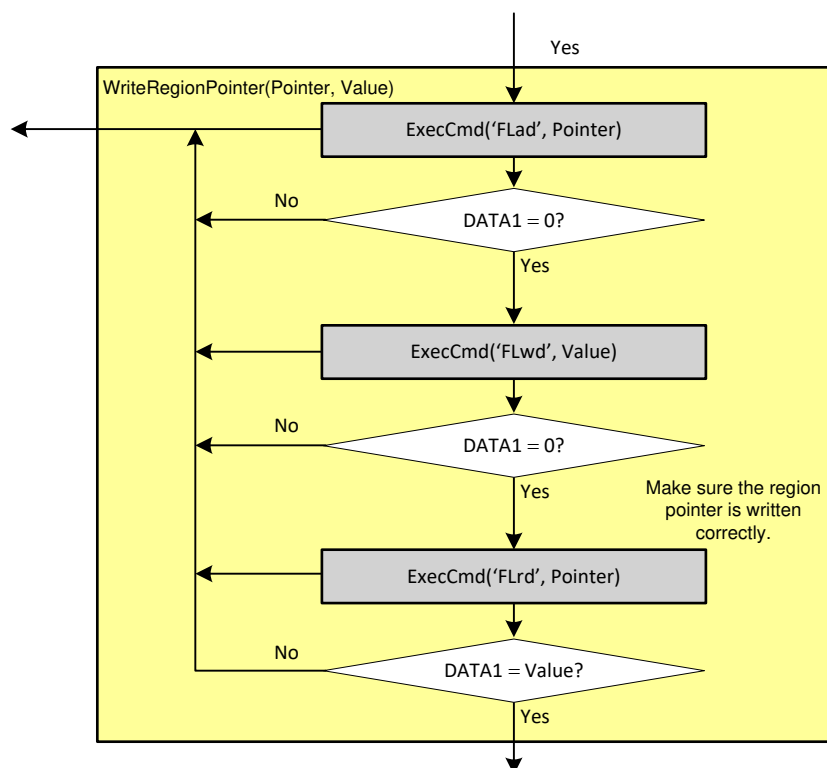 Yes
WriteRegionPointer(Pointer, Value)
ExecCmd(‘FLad’, Pointer)
No
DATA1 = 0?
Yes
ExecCmd(‘FLwd’, Value)
No
DATA1 = 0?
Yes
Make sure the region
pointer is written
correctly.
ExecCmd(‘FLrd’, Pointer)
No
DATA1 = Value?
Yes